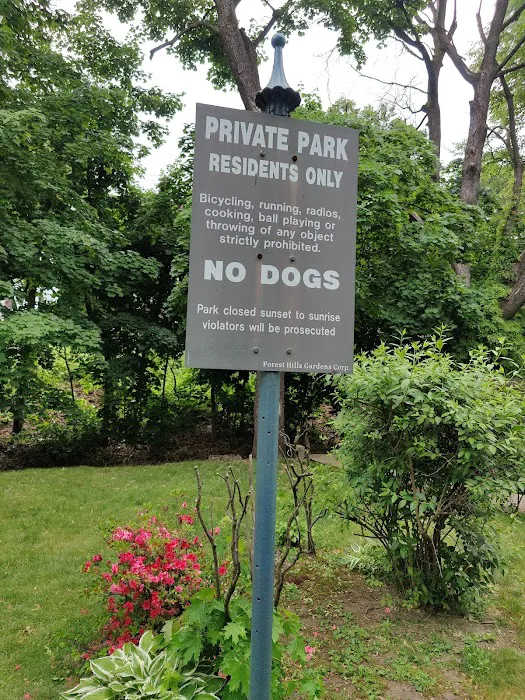 PRIVATE PARK
RESIDENTS ONLY
Bicycling, running, radios,
cooking, ball playing or
throwing of any object
strictly prohibited.
NO DOGS
Park closed sunset to sunrise
violators will be prosecuted
Forest Hills Gardens Corp.